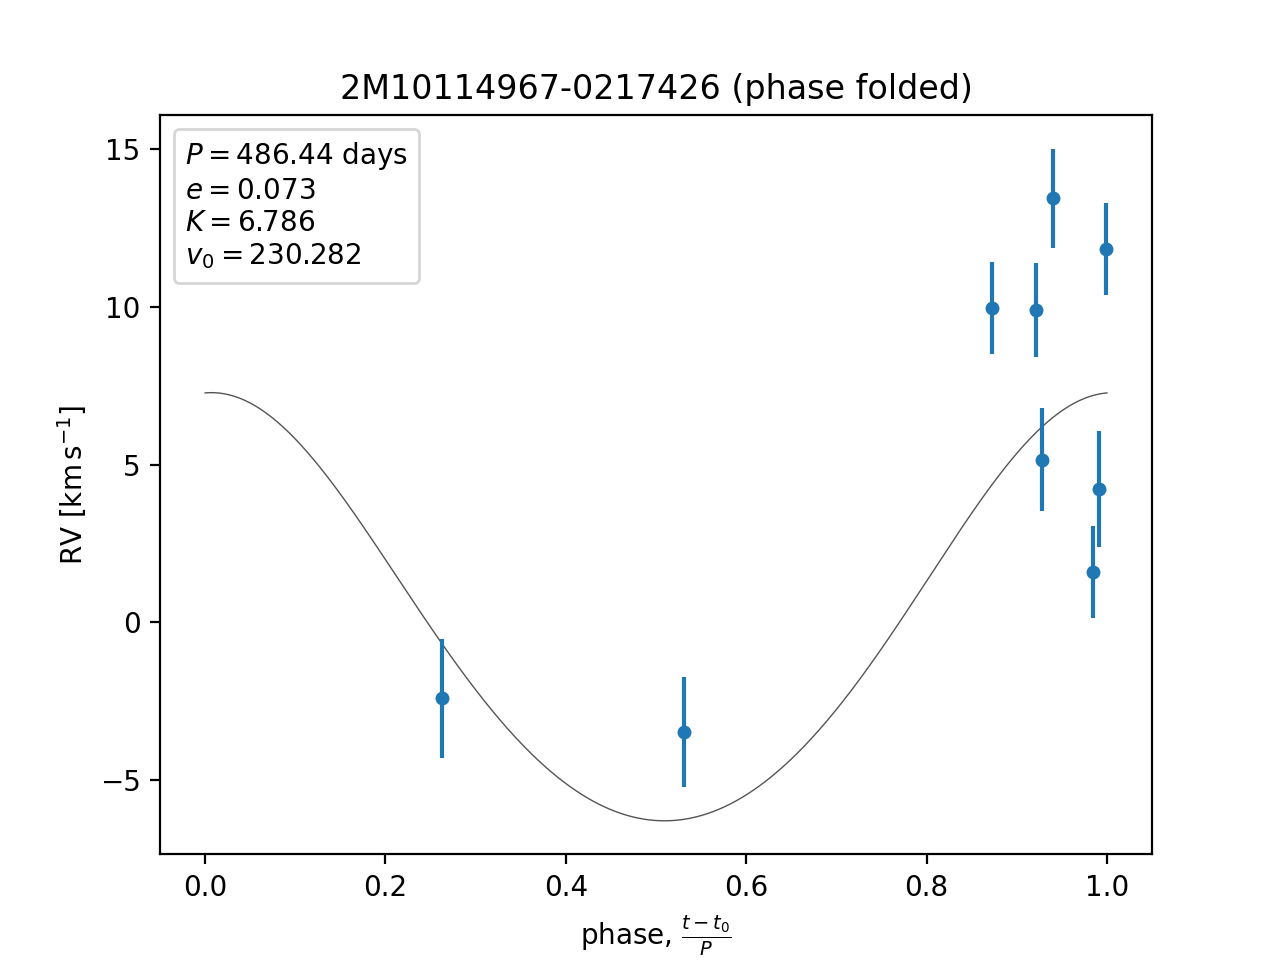 2M10114967-0217426 (phase folded)
P = 486.44 days
e = 0.073
K = 6.786
v₀ = 230.282
15
10
5
0
−5
RV [km s⁻¹]
0.0 0.2 0.4 0.6 0.8 1.0
phase, (t − t₀)/P